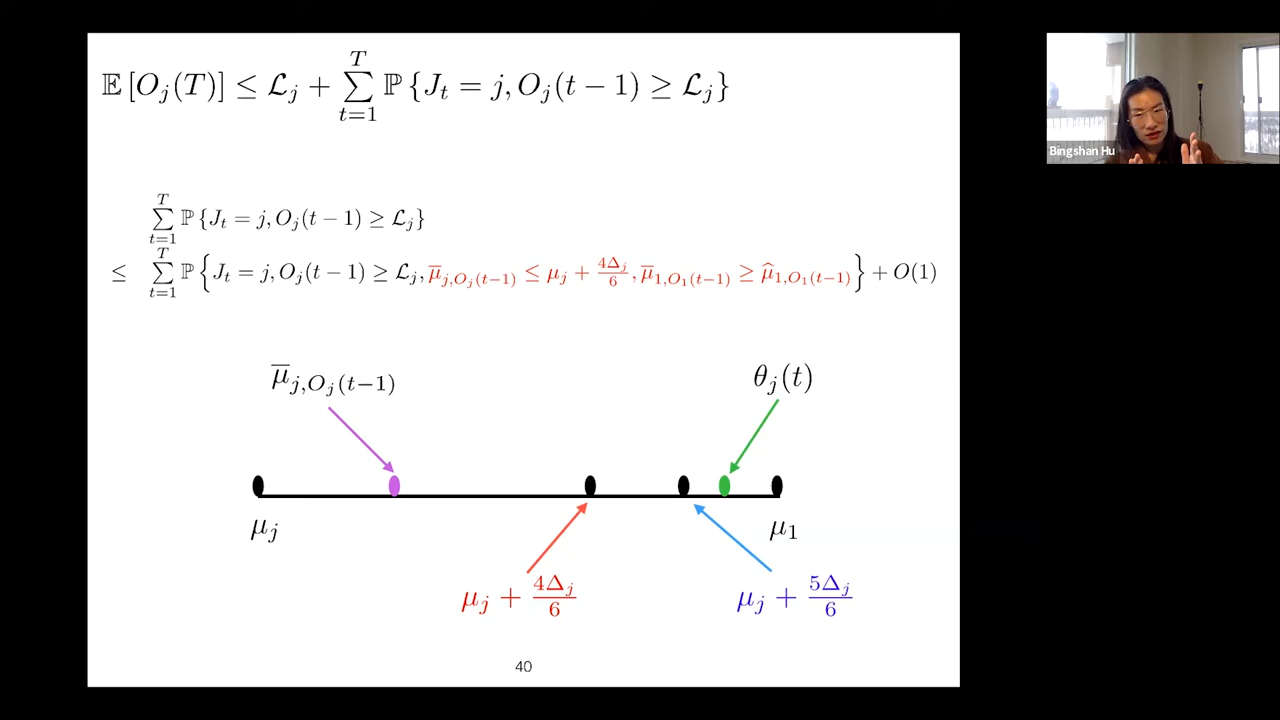 𝔼 [O_j(T)] ≤ ℒ_j + ∑_{t=1}^{T} ℙ {J_t = j, O_j(t − 1) ≥ ℒ_j}
Bingshan Hu
∑_{t=1}^{T} ℙ {J_t = j, O_j(t − 1) ≥ ℒ_j}
≤ ∑_{t=1}^{T} ℙ {J_t = j, O_j(t − 1) ≥ ℒ_j, μ̅_{j,O_j(t−1)} ≤ μ_j + 4Δ_j/6, μ̅_{1,O_1(t−1)} ≥ μ̂_{1,O_1(t−1)}} + O(1)
μ̅_{j,O_j(t−1)} θ_j(t)
μ_j μ_1
μ_j + 4Δ_j/6 μ_j + 5Δ_j/6
40